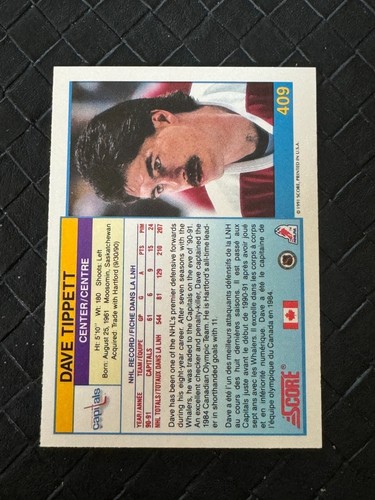 DAVE TIPPETT
CENTER/CENTRE
capitals
Ht: 5'10" Wt: 180 Shoots: Left
Born: August 25, 1961 Moosomin, Saskatchewan
Acquired: Trade with Hartford (9/30/90)
NHL RECORD/FICHE DANS LA LNH
YEAR/ANNÉE TEAM/ÉQUIPE GP G A PTS PIM
90-91 CAPITALS 61 6 9 15 24
NHL TOTALS/TOTAUX DANS LA LNH 544 81 129 210 207
Dave has been one of the NHL's premier defensive forwards
during his eight-year career. After seven seasons with the
Whalers, he was traded to the Capitals on the eve of '90-91.
An excellent checker and penalty-killer, Dave captained the
1984 Canadian Olympic Team. He is Hartford's all-time lead-
er in shorthanded goals with 11.
Dave a été l'un des meilleurs attaquants défensifs de la LNH
au cours des huit dernières saisons. Il est passé aux
Capitals juste avant le début de 1990-91 après avoir joué
sept ans avec les Whalers. Il excelle dans les corps à corps
et en infériorité numérique. Dave a été le capitaine de
l'équipe olympique du Canada en 1984.
SCORE®
409
© 1991 SCORE, PRINTED IN U.S.A.